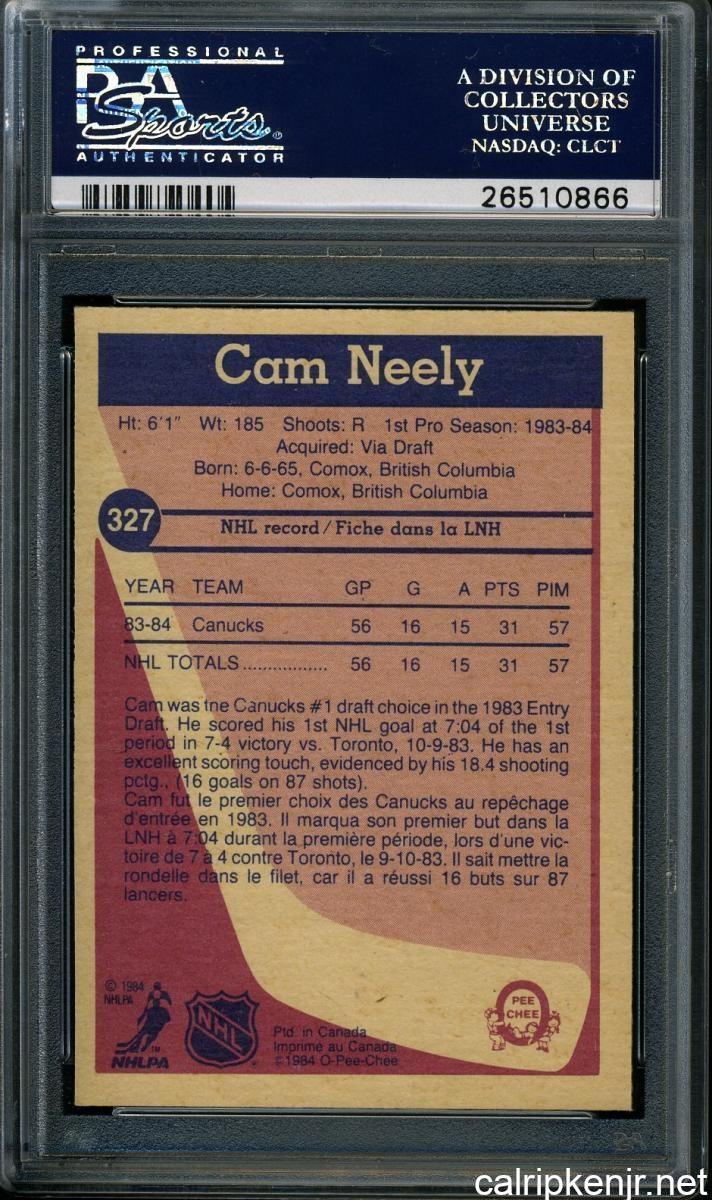 PROFESSIONAL
PSA
Sports
AUTHENTICATOR
A DIVISION OF
COLLECTORS
UNIVERSE
NASDAQ: CLCT
26510866
Cam Neely
Ht: 6'1" Wt: 185 Shoots: R 1st Pro Season: 1983-84
Acquired: Via Draft
Born: 6-6-65, Comox, British Columbia
Home: Comox, British Columbia
327
NHL record/Fiche dans la LNH
YEAR TEAM GP G A PTS PIM
83-84 Canucks 56 16 15 31 57
NHL TOTALS................. 56 16 15 31 57
Cam was the Canucks #1 draft choice in the 1983 Entry
Draft. He scored his 1st NHL goal at 7:04 of the 1st
period in 7-4 victory vs. Toronto, 10-9-83. He has an
excellent scoring touch, evidenced by his 18.4 shooting
pctg., (16 goals on 87 shots).
Cam fut le premier choix des Canucks au repêchage
d'entrée en 1983. Il marqua son premier but dans la
LNH à 7:04 durant la première période, lors d'une vic-
toire de 7 à 4 contre Toronto, le 9-10-83. Il sait mettre la
rondelle dans le filet, car il a réussi 16 buts sur 87
lancers.
© 1984
NHLPA
TM
NHLPA
NHL
Ptd. in Canada
Imprimé au Canada
©1984 O-Pee-Chee
PEE
CHEE
calripkenjr.net